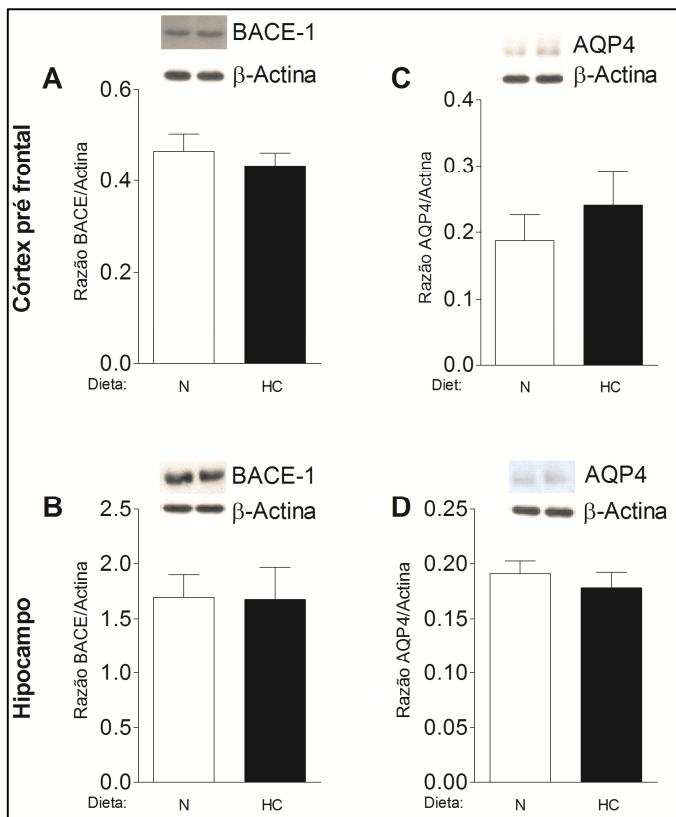 Córtex pré frontal
A
BACE-1
β-Actina
Razão BACE/Actina
0.6
0.4
0.2
0.0
Dieta:
N
HC
C
AQP4
β-Actina
Razão AQP4/Actina
0.4
0.3
0.2
0.1
0.0
Diet:
N
HC
Hipocampo
B
BACE-1
β-Actina
Razão BACE/Actina
2.5
2.0
1.5
1.0
0.5
0.0
Dieta:
N
HC
D
AQP4
β-Actina
Razão AQP4/Actina
0.25
0.20
0.15
0.10
0.05
0.00
Dieta:
N
HC